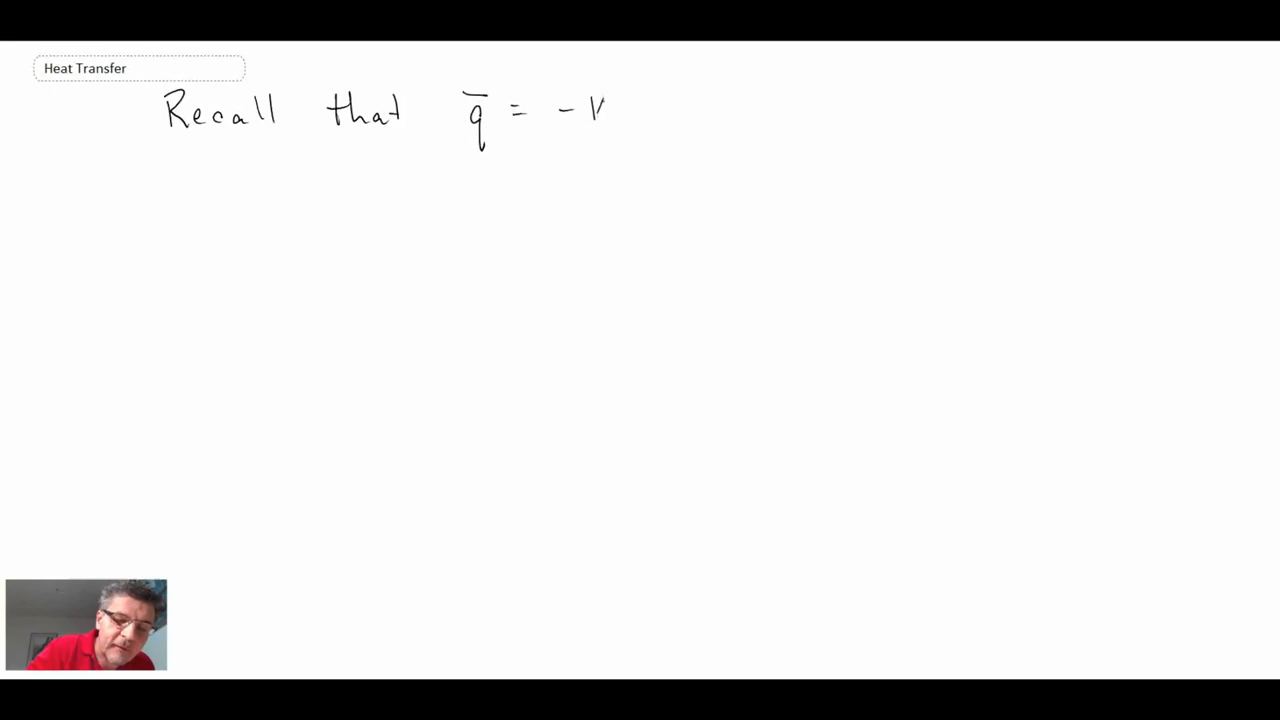 Heat Transfer
Recall that q̅ = - k